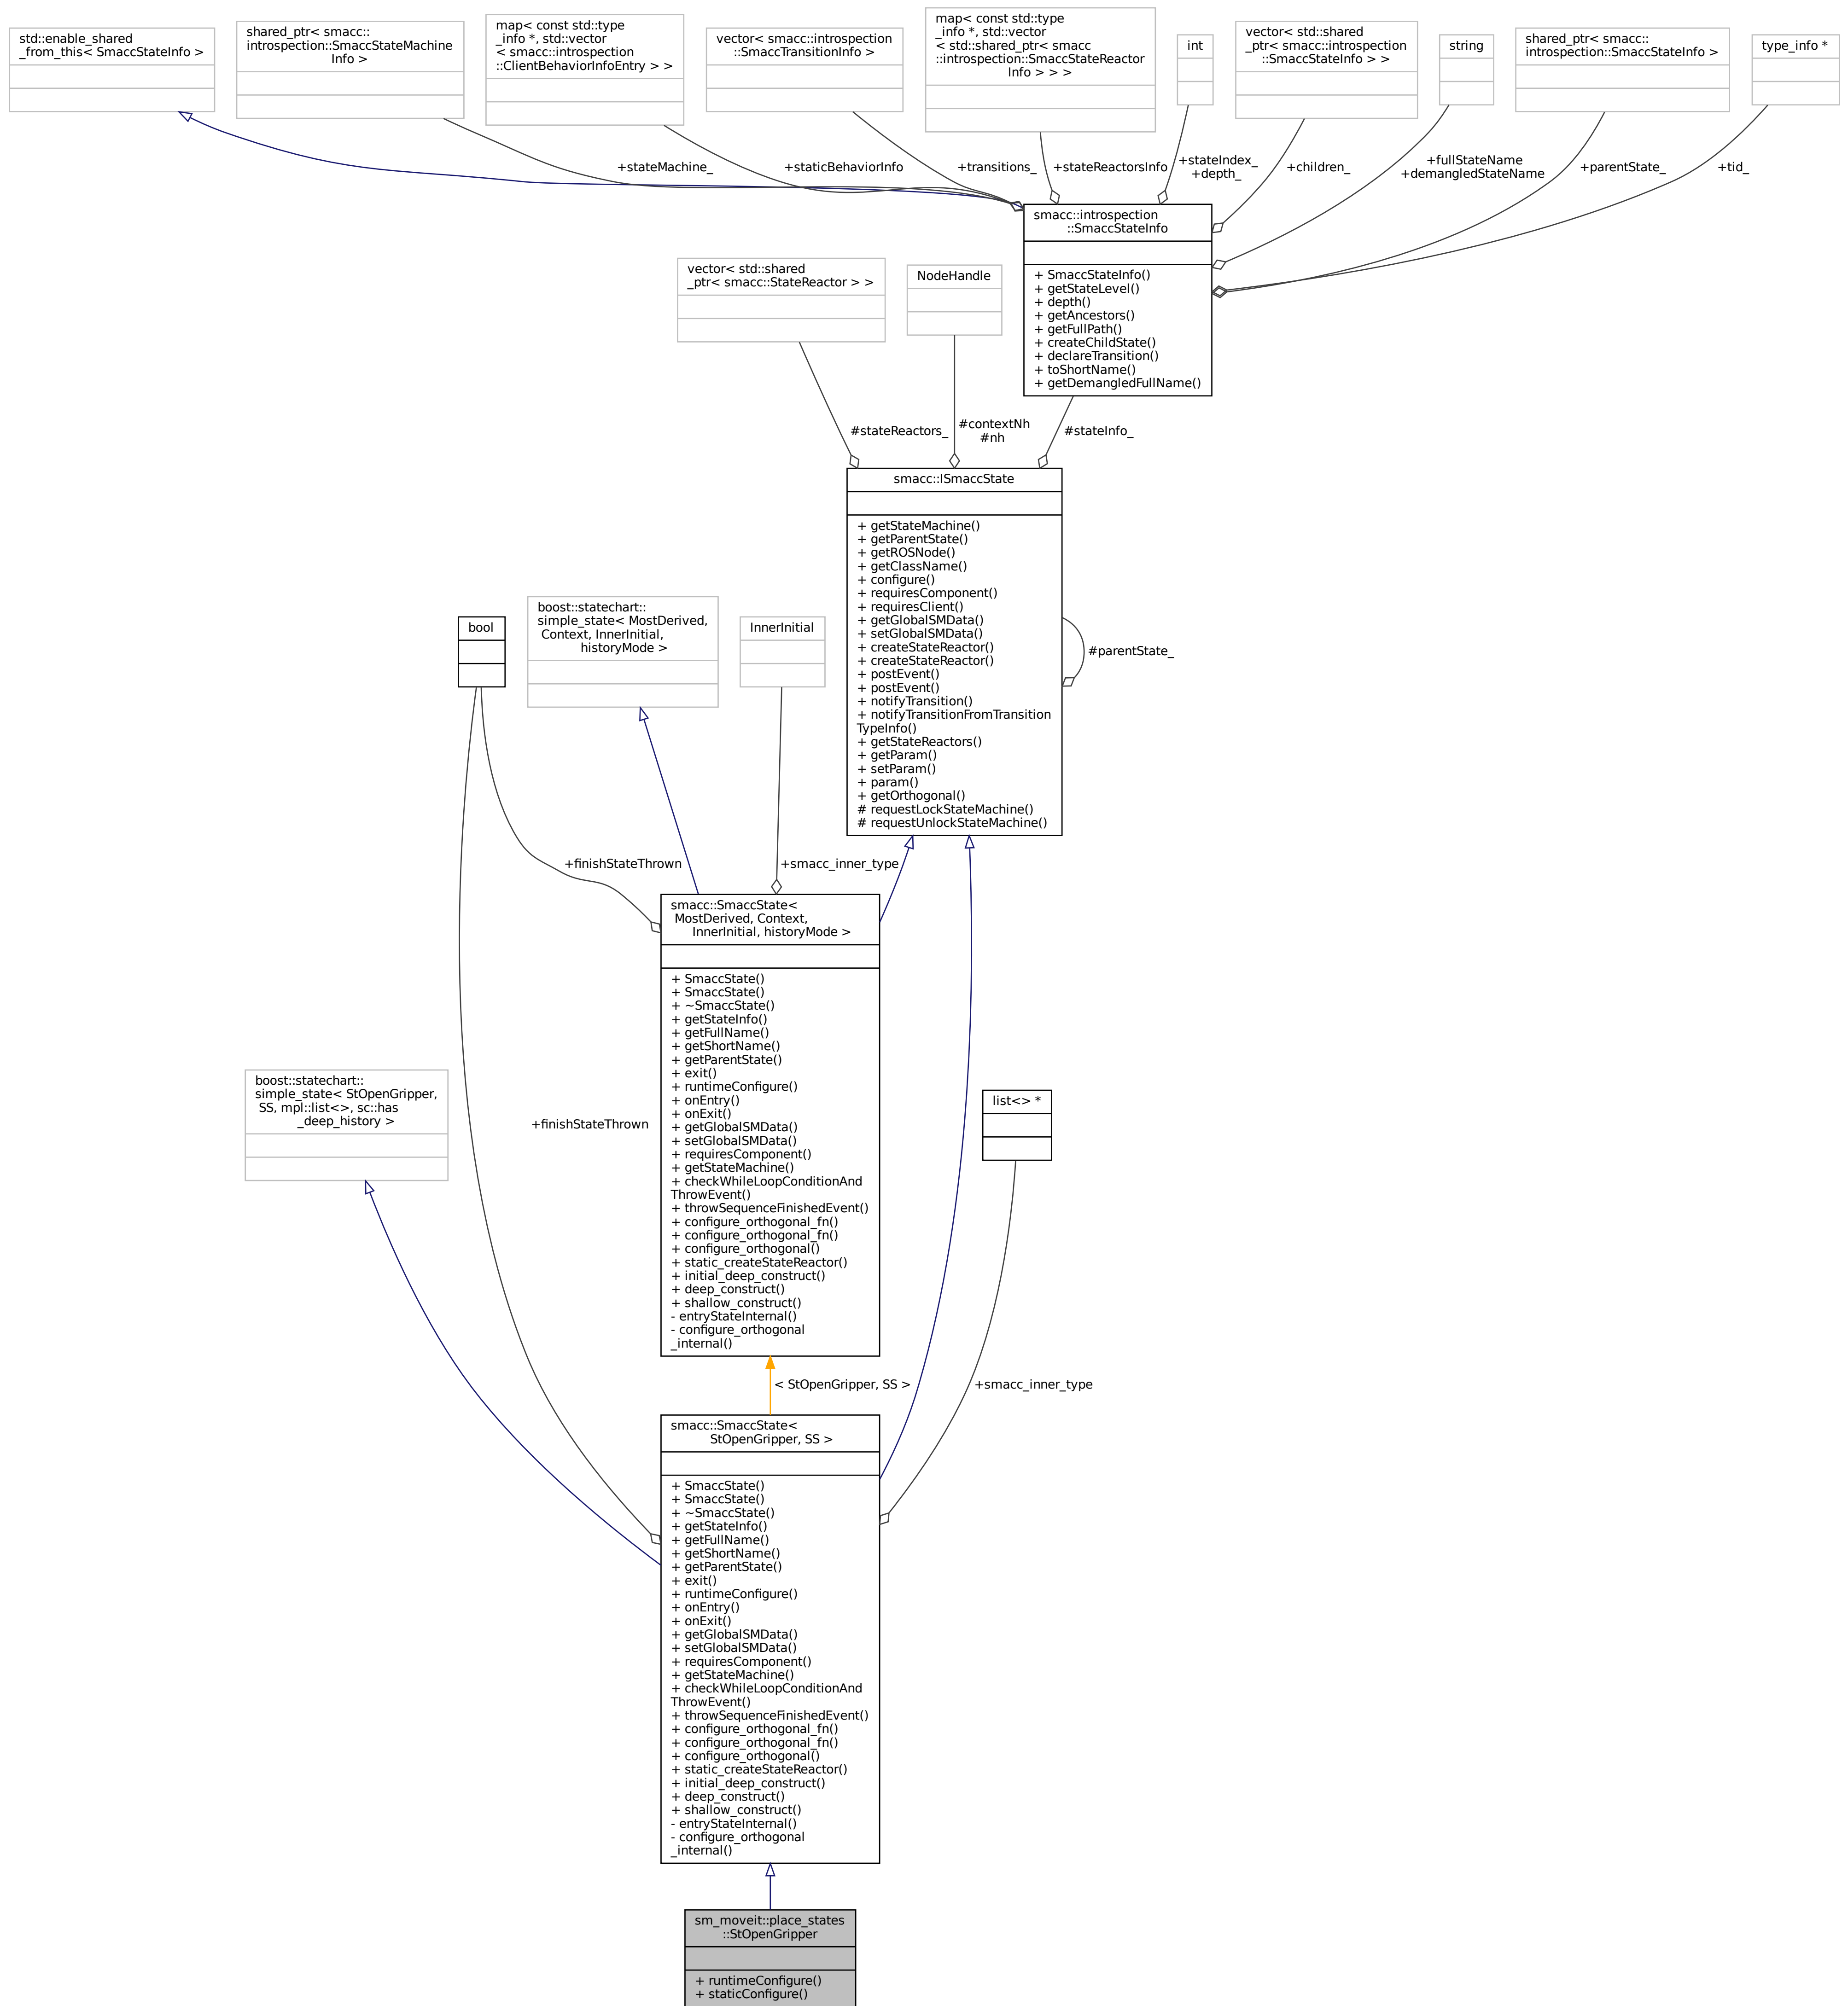 std::enable_shared
_from_this< SmaccStateInfo >
shared_ptr< smacc::
introspection::SmaccStateMachine
Info >
map< const std::type
_info *, std::vector
< smacc::introspection
::ClientBehaviorInfoEntry > >
vector< smacc::introspection
::SmaccTransitionInfo >
map< const std::type
_info *, std::vector
< std::shared_ptr< smacc
::introspection::SmaccStateReactor
Info > > >
int
vector< std::shared
_ptr< smacc::introspection
::SmaccStateInfo > >
string
shared_ptr< smacc::
introspection::SmaccStateInfo >
type_info *
+stateMachine_
+staticBehaviorInfo
+transitions_
+stateReactorsInfo
+stateIndex_
+depth_
+children_
+fullStateName
+demangledStateName
+parentState_
+tid_
smacc::introspection
::SmaccStateInfo
+ SmaccStateInfo()
+ getStateLevel()
+ depth()
+ getAncestors()
+ getFullPath()
+ createChildState()
+ declareTransition()
+ toShortName()
+ getDemangledFullName()
vector< std::shared
_ptr< smacc::StateReactor > >
NodeHandle
#stateReactors_
#contextNh
#nh
#stateInfo_
smacc::ISmaccState
+ getStateMachine()
+ getParentState()
+ getROSNode()
+ getClassName()
+ configure()
+ requiresComponent()
+ requiresClient()
+ getGlobalSMData()
+ setGlobalSMData()
+ createStateReactor()
+ createStateReactor()
+ postEvent()
+ postEvent()
+ notifyTransition()
+ notifyTransitionFromTransition
TypeInfo()
+ getStateReactors()
+ getParam()
+ setParam()
+ param()
+ getOrthogonal()
# requestLockStateMachine()
# requestUnlockStateMachine()
#parentState_
bool
boost::statechart::
simple_state< MostDerived,
Context, InnerInitial,
historyMode >
InnerInitial
+finishStateThrown
+smacc_inner_type
smacc::SmaccState<
MostDerived, Context,
InnerInitial, historyMode >
+ SmaccState()
+ SmaccState()
+ ~SmaccState()
+ getStateInfo()
+ getFullName()
+ getShortName()
+ getParentState()
+ exit()
+ runtimeConfigure()
+ onEntry()
+ onExit()
+ getGlobalSMData()
+ setGlobalSMData()
+ requiresComponent()
+ getStateMachine()
+ checkWhileLoopConditionAnd
ThrowEvent()
+ throwSequenceFinishedEvent()
+ configure_orthogonal_fn()
+ configure_orthogonal_fn()
+ configure_orthogonal()
+ static_createStateReactor()
+ initial_deep_construct()
+ deep_construct()
+ shallow_construct()
- entryStateInternal()
- configure_orthogonal
_internal()
boost::statechart::
simple_state< StOpenGripper,
SS, mpl::list<>, sc::has
_deep_history >
+finishStateThrown
list<> *
< StOpenGripper, SS >
+smacc_inner_type
smacc::SmaccState<
StOpenGripper, SS >
+ SmaccState()
+ SmaccState()
+ ~SmaccState()
+ getStateInfo()
+ getFullName()
+ getShortName()
+ getParentState()
+ exit()
+ runtimeConfigure()
+ onEntry()
+ onExit()
+ getGlobalSMData()
+ setGlobalSMData()
+ requiresComponent()
+ getStateMachine()
+ checkWhileLoopConditionAnd
ThrowEvent()
+ throwSequenceFinishedEvent()
+ configure_orthogonal_fn()
+ configure_orthogonal_fn()
+ configure_orthogonal()
+ static_createStateReactor()
+ initial_deep_construct()
+ deep_construct()
+ shallow_construct()
- entryStateInternal()
- configure_orthogonal
_internal()
sm_moveit::place_states
::StOpenGripper
+ runtimeConfigure()
+ staticConfigure()